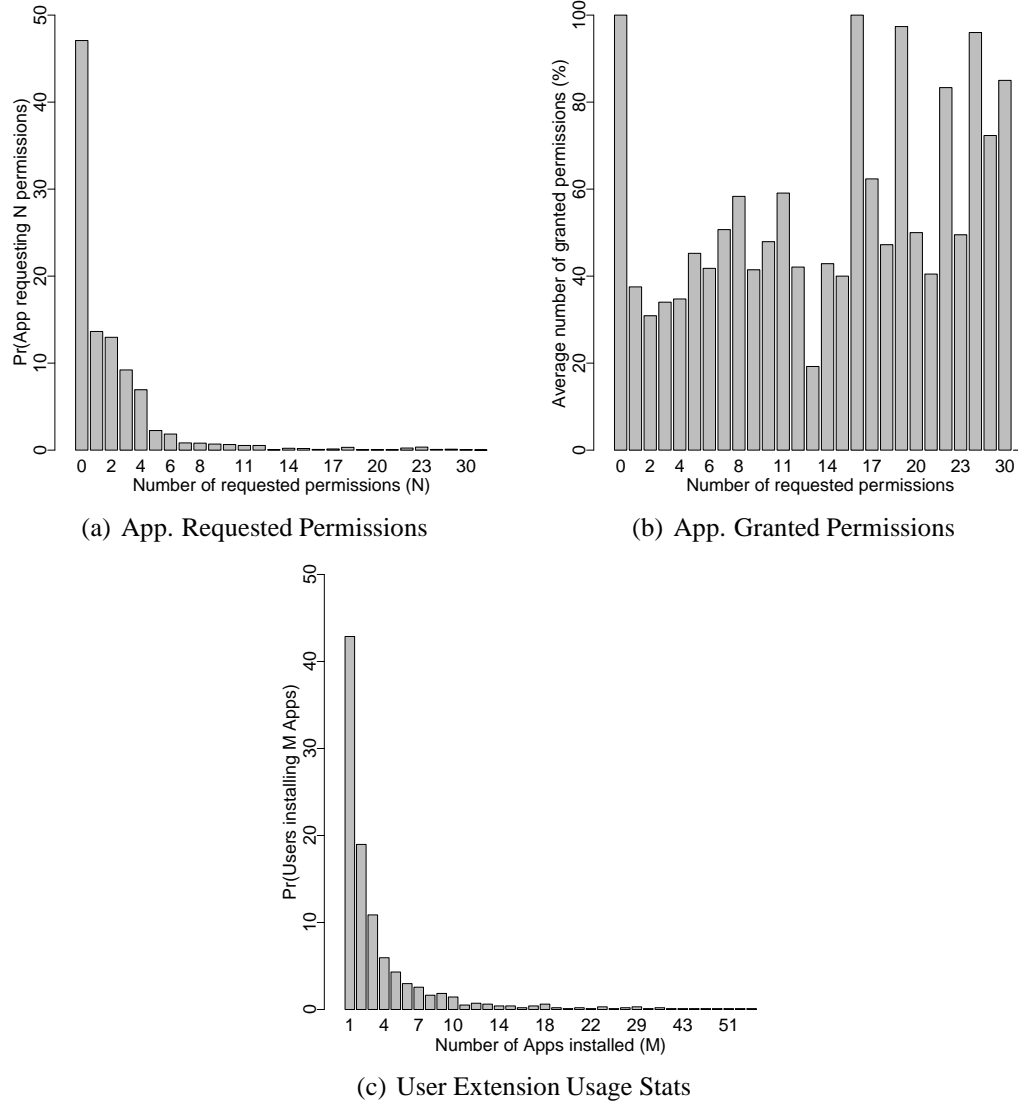 Pr(App requesting N permissions)
0 10 20 30 40 50
0 2 4 6 8 11 14 17 20 23 30
Number of requested permissions (N)
(a) App. Requested Permissions
Average number of granted permissions (%)
0 20 40 60 80 100
0 2 4 6 8 11 14 17 20 23 30
Number of requested permissions
(b) App. Granted Permissions
Pr(Users installing M Apps)
0 10 20 30 40 50
1 4 7 10 14 18 22 29 43 51
Number of Apps installed (M)
(c) User Extension Usage Stats